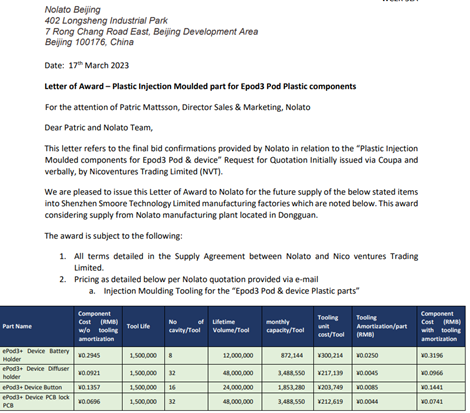 Nolato Beijing
402 Longsheng Industrial Park
7 Rong Chang Road East, Beijing Development Area
Beijing 100176, China
Date: 17th March 2023
Letter of Award – Plastic Injection Moulded part for Epod3 Pod Plastic components
For the attention of Patric Mattsson, Director Sales & Marketing, Nolato
Dear Patric and Nolato Team,
This letter refers to the final bid confirmations provided by Nolato in relation to the "Plastic Injection
Moulded components for Epod3 Pod & device" Request for Quotation Initially issued via Coupa and
verbally, by Nicoventures Trading Limited (NVT).
We are pleased to issue this Letter of Award to Nolato for the future supply of the below stated items
into Shenzhen Smoore Technology Limited manufacturing factories which are noted below. This award
considering supply from Nolato manufacturing plant located in Dongguan.
The award is subject to the following:
1. All terms detailed in the Supply Agreement between Nolato and Nico ventures Trading
Limited.
2. Pricing as detailed below per Nolato quotation provided via e-mail
a. Injection Moulding Tooling for the "Epod3 Pod & device Plastic parts"
Part Name Component Cost (RMB) w/o tooling amortization Tool Life No of cavity/Tool Lifetime Volume/Tool monthly capacity/Tool Tooling unit cost/Tool Tooling Amortization/part (RMB) Component Cost (RMB) with tooling amortization
ePod3+ Device Battery Holder ¥0.2945 1,500,000 8 12,000,000 872,144 ¥300,214 ¥0.0250 ¥0.3196
ePod3+ Device Diffuser holder ¥0.0921 1,500,000 32 48,000,000 3,488,550 ¥217,139 ¥0.0045 ¥0.0966
ePod3+ Device Button ¥0.1357 1,500,000 16 24,000,000 1,853,280 ¥203,749 ¥0.0085 ¥0.1441
ePod3+ Device PCB lock PCB ¥0.0696 1,500,000 32 48,000,000 3,488,550 ¥212,619 ¥0.0044 ¥0.0741